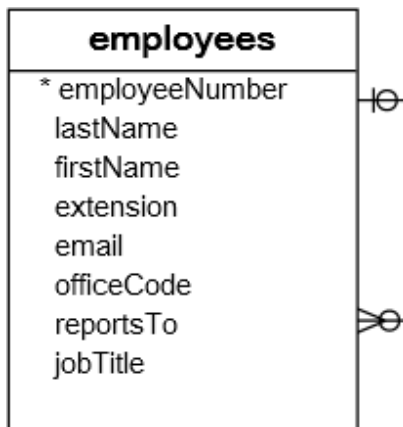 employees
* employeeNumber
lastName
firstName
extension
email
officeCode
reportsTo
jobTitle